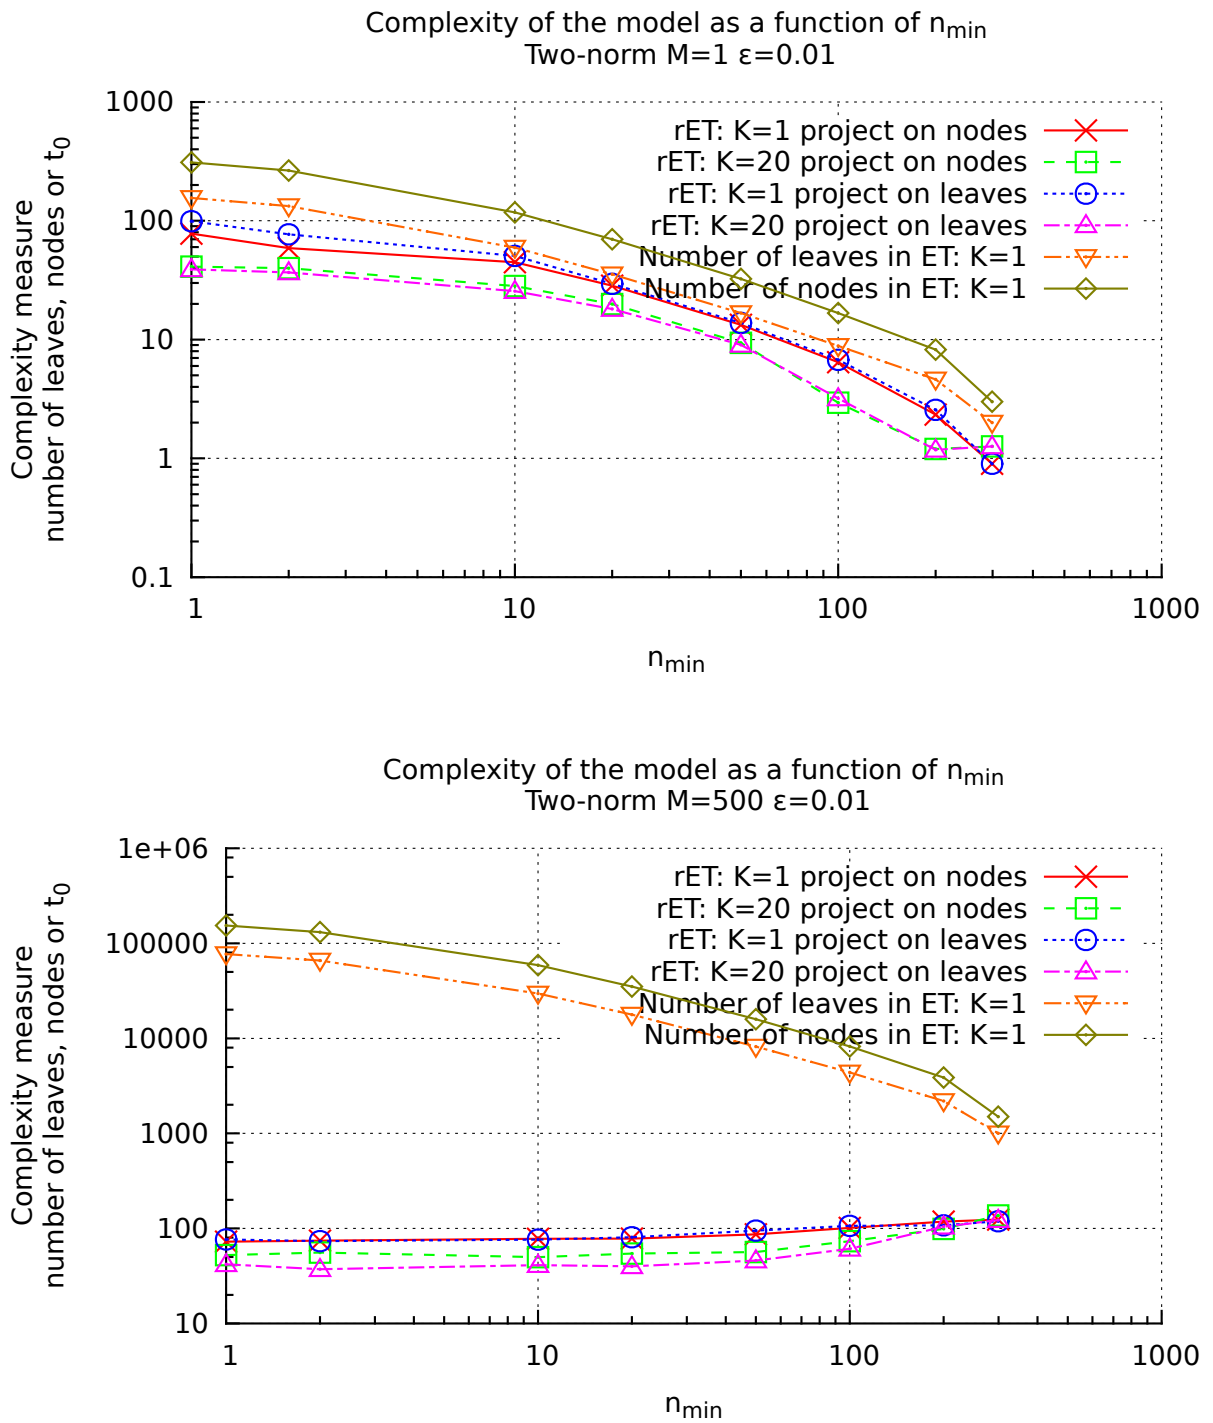 Complexity of the model as a function of n_min
Two-norm M=1 ε=0.01
Complexity measure
number of leaves, nodes or t_0
1000
100
10
1
0.1
rET: K=1 project on nodes
rET: K=20 project on nodes
rET: K=1 project on leaves
rET: K=20 project on leaves
Number of leaves in ET: K=1
Number of nodes in ET: K=1
1 10 100 1000
n_min
Complexity of the model as a function of n_min
Two-norm M=500 ε=0.01
Complexity measure
number of leaves, nodes or t_0
1e+06
100000
10000
1000
100
10
rET: K=1 project on nodes
rET: K=20 project on nodes
rET: K=1 project on leaves
rET: K=20 project on leaves
Number of leaves in ET: K=1
Number of nodes in ET: K=1
1 10 100 1000
n_min